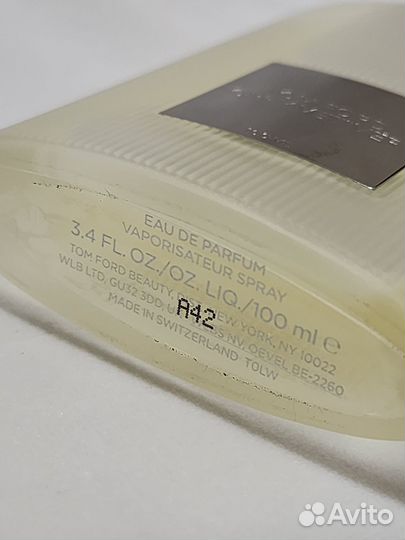 EAU DE PARFUM
VAPORISATEUR SPRAY
3.4 FL. OZ./OZ. LIQ./100 ml e
TOM FORD BEAUTY, NEW YORK, NY 10022
WLB LTD, GU32 3DD, NV, OEVEL BE-2260
MADE IN SWITZERLAND TOLW
A42
Avito